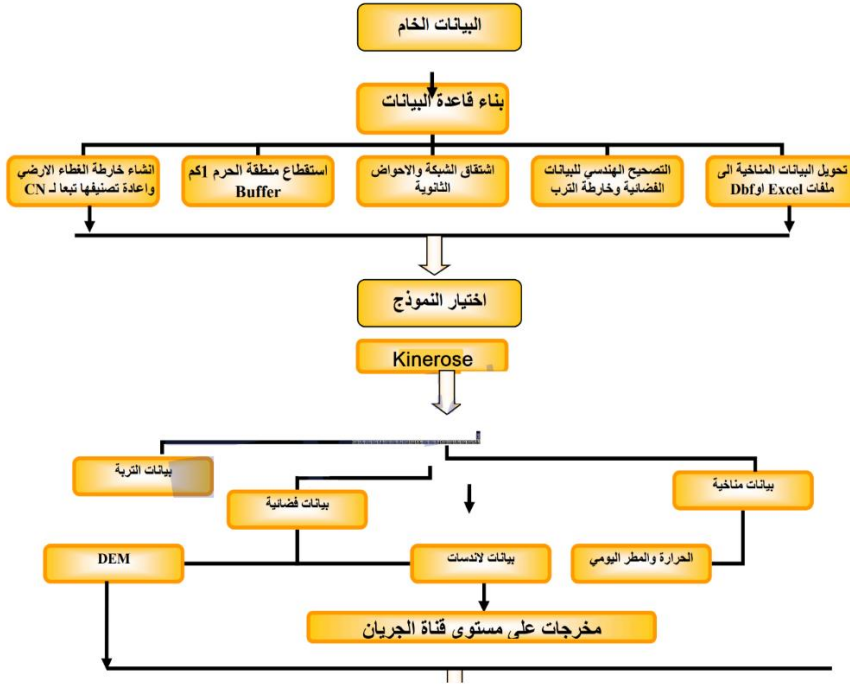 البيانات الخام
بناء قاعدة البيانات
تحويل البيانات المناخية الى
ملفات Excel اوDbf
التصحيح الهندسي للبيانات
الفضائية وخارطة الترب
اشتقاق الشبكة والاحواض
الثانوية
استقطاع منطقة الحرم 1كم
Buffer
انشاء خارطة الغطاء الارضي
واعادة تصنيفها تبعا لـ CN
اختيار النموذج
Kinerose
بيانات مناخية
بيانات التربة
بيانات فضائية
الحرارة والمطر اليومي
بيانات لاندسات
DEM
مخرجات على مستوى قناة الجريان